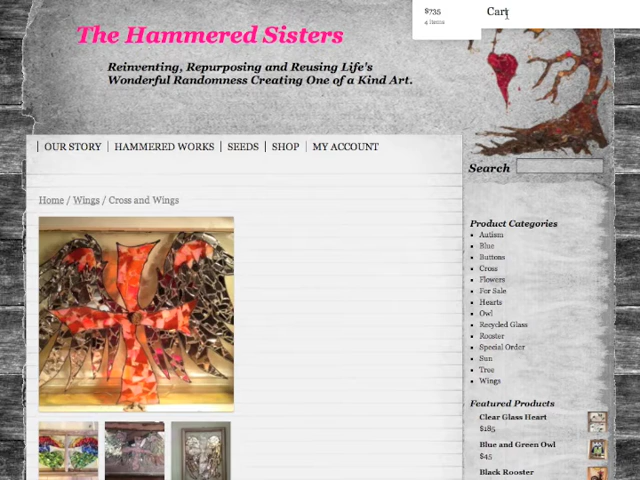 $735
4 items
Cart
The Hammered Sisters
Reinventing, Repurposing and Reusing Life's
Wonderful Randomness Creating One of a Kind Art.
OUR STORY
HAMMERED WORKS
SEEDS
SHOP
MY ACCOUNT
Search
Home / Wings / Cross and Wings
Product Categories
Autism
Blue
Buttons
Cross
Flowers
For Sale
Hearts
Owl
Recycled Glass
Rooster
Special Order
Sun
Tree
Wings
Featured Products
Clear Glass Heart
$185
Blue and Green Owl
$45
Black Rooster